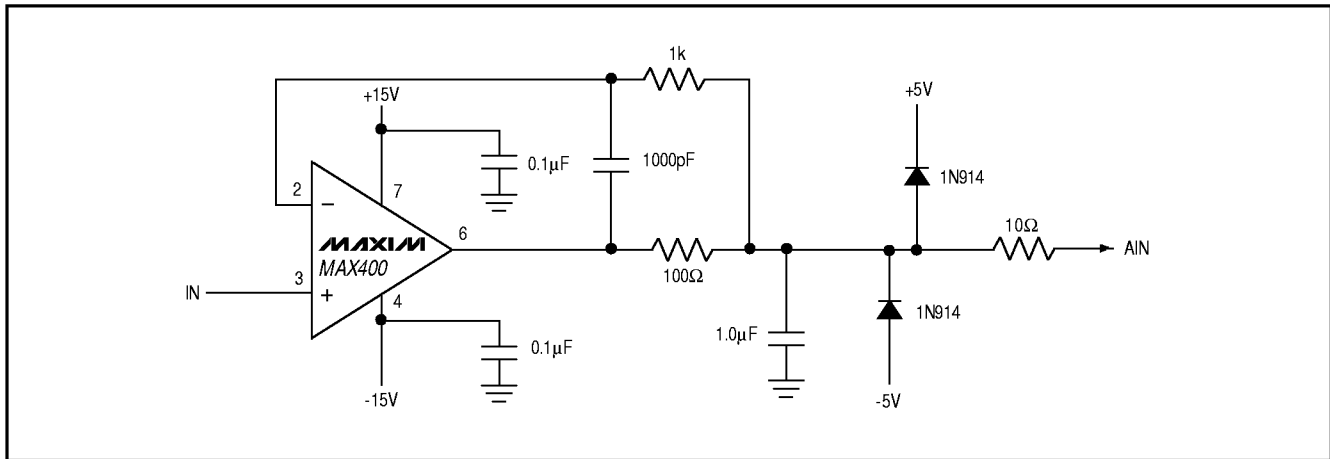 1k
+15V
+5V
0.1µF
1000pF
1N914
2
7
−
6
10Ω
MAXIM
MAX400
100Ω
AIN
IN
3
+
4
1N914
0.1µF
1.0µF
-15V
-5V